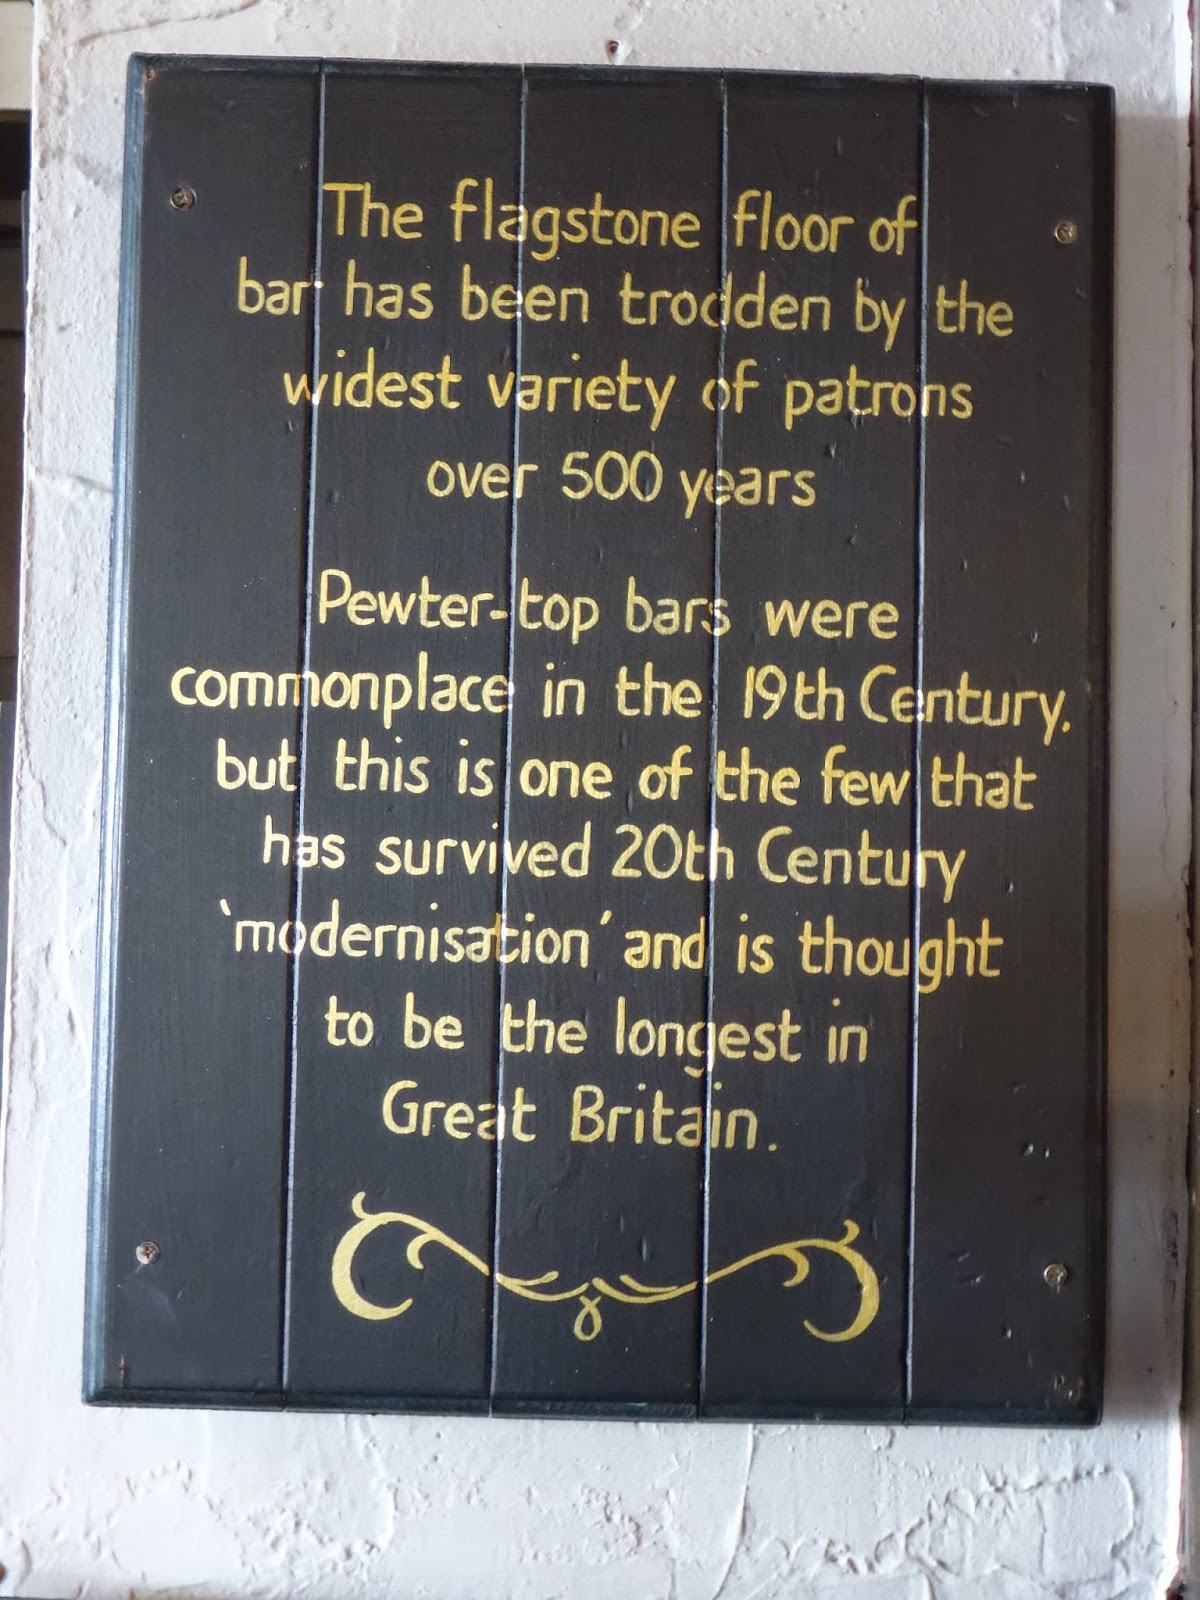 The flagstone floor of
bar has been trodden by the
widest variety of patrons
over 500 years
Pewter-top bars were
commonplace in the 19th Century.
but this is one of the few that
has survived 20th Century
‘modernisation’ and is thought
to be the longest in
Great Britain.